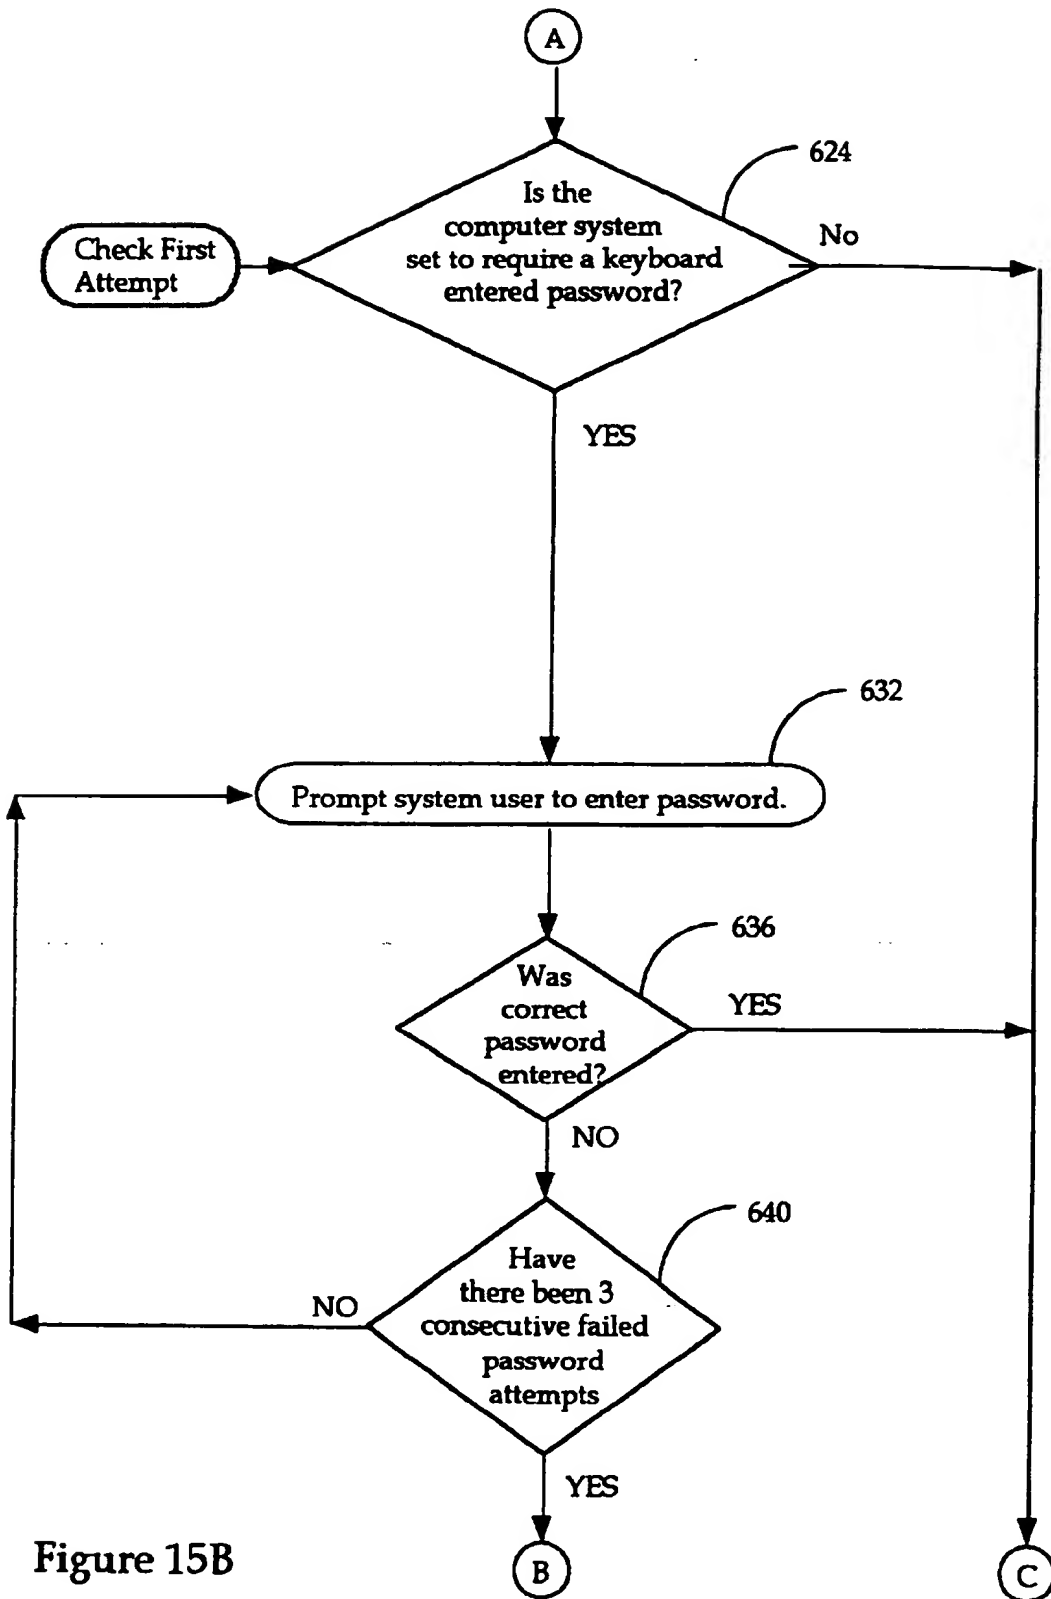 A
624
Is the
computer system
set to require a keyboard
entered password?
No
Check First
Attempt
YES
632
Prompt system user to enter password.
636
Was
correct
password
entered?
YES
NO
640
Have
there been 3
consecutive failed
password
attempts
NO
YES
Figure 15B
B
C